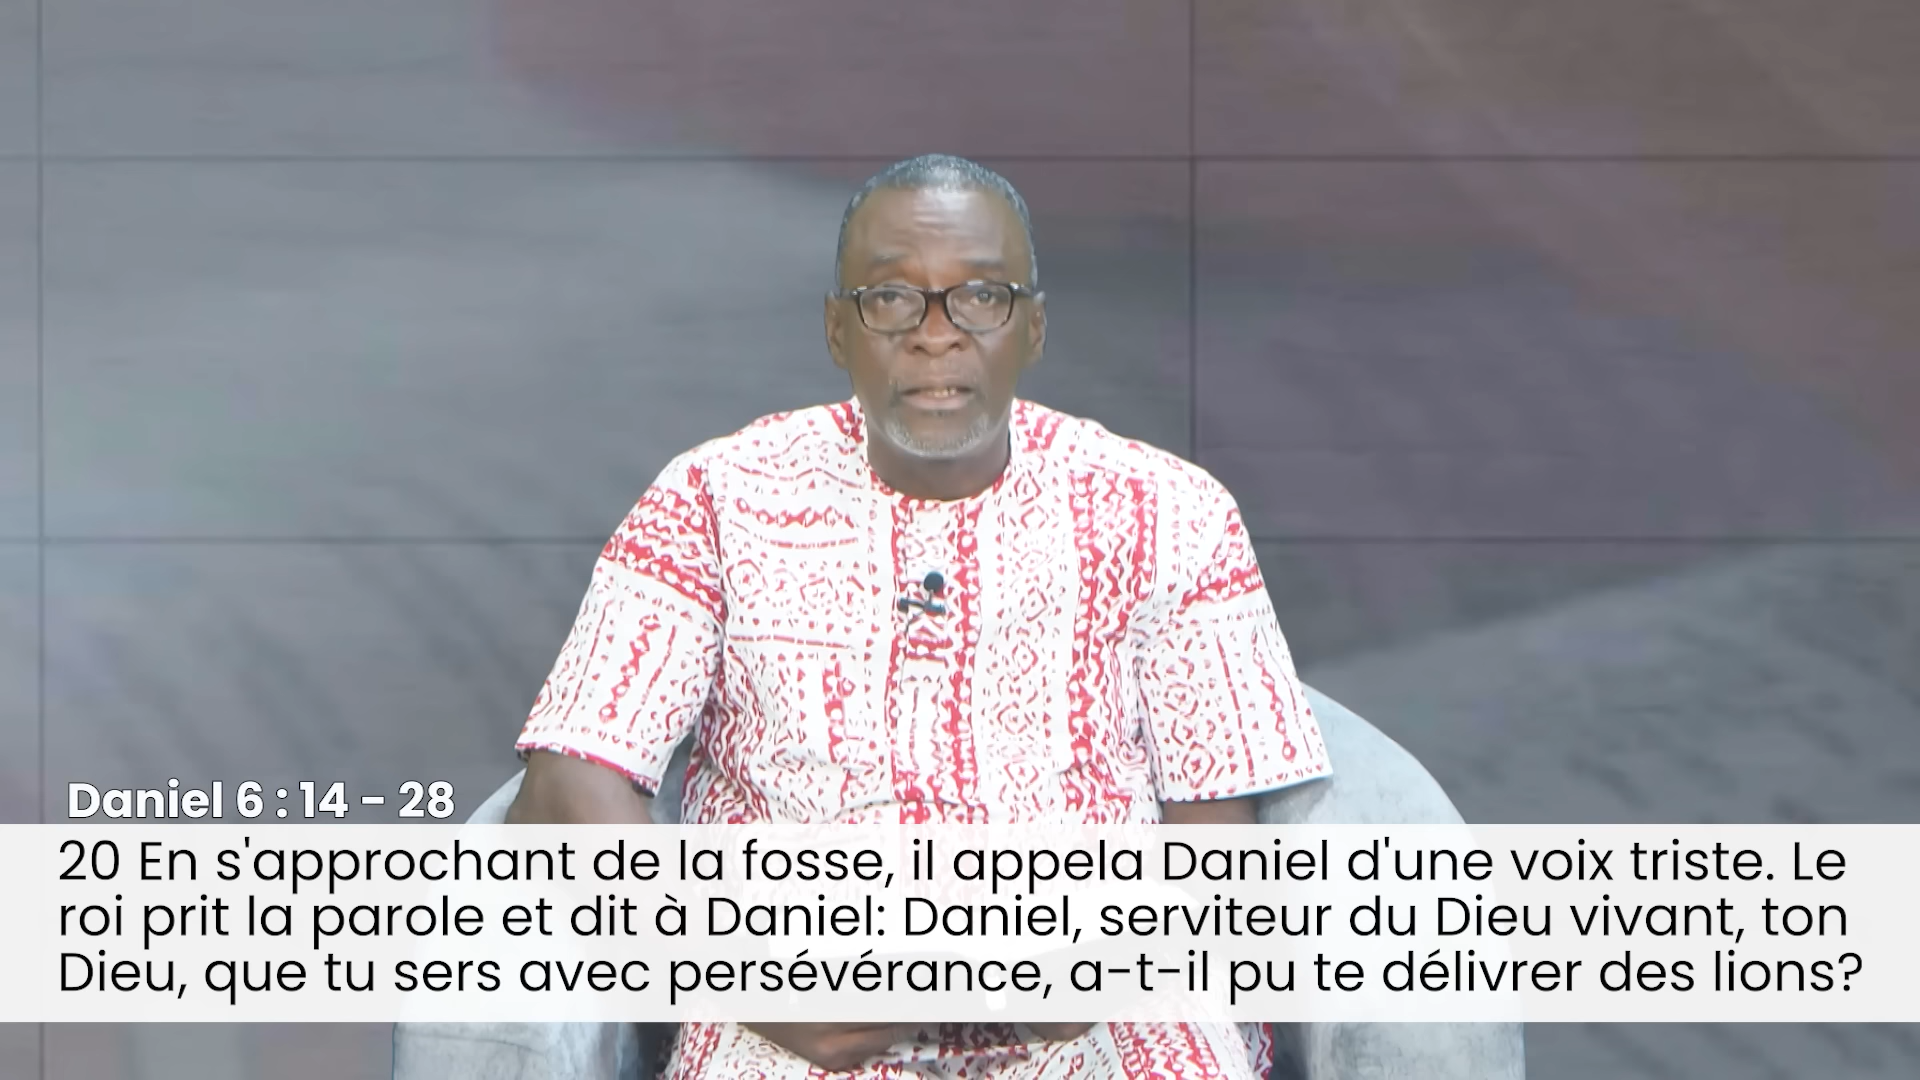 Daniel 6 : 14 - 28
20 En s'approchant de la fosse, il appela Daniel d'une voix triste. Le
roi prit la parole et dit à Daniel: Daniel, serviteur du Dieu vivant, ton
Dieu, que tu sers avec persévérance, a-t-il pu te délivrer des lions?